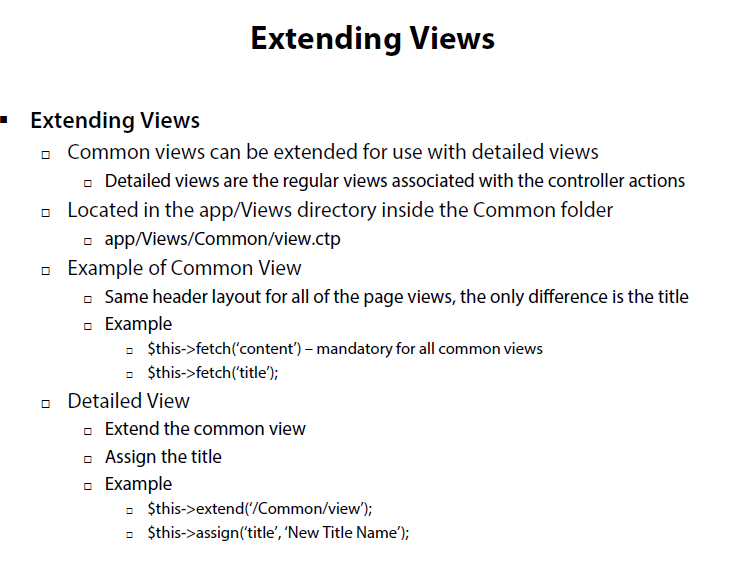 Extending Views
Extending Views
Common views can be extended for use with detailed views
Detailed views are the regular views associated with the controller actions
Located in the app/Views directory inside the Common folder
app/Views/Common/view.ctp
Example of Common View
Same header layout for all of the page views, the only difference is the title
Example
$this->fetch(‘content’) – mandatory for all common views
$this->fetch(‘title’);
Detailed View
Extend the common view
Assign the title
Example
$this->extend(‘/Common/view’);
$this->assign(‘title’, ‘New Title Name’);